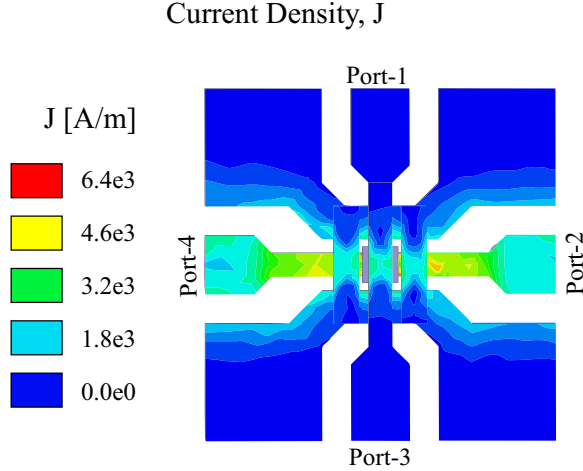 Current Density, J
Port-1
J [A/m]
6.4e3
4.6e3
3.2e3
1.8e3
0.0e0
Port-4
Port-2
Port-3